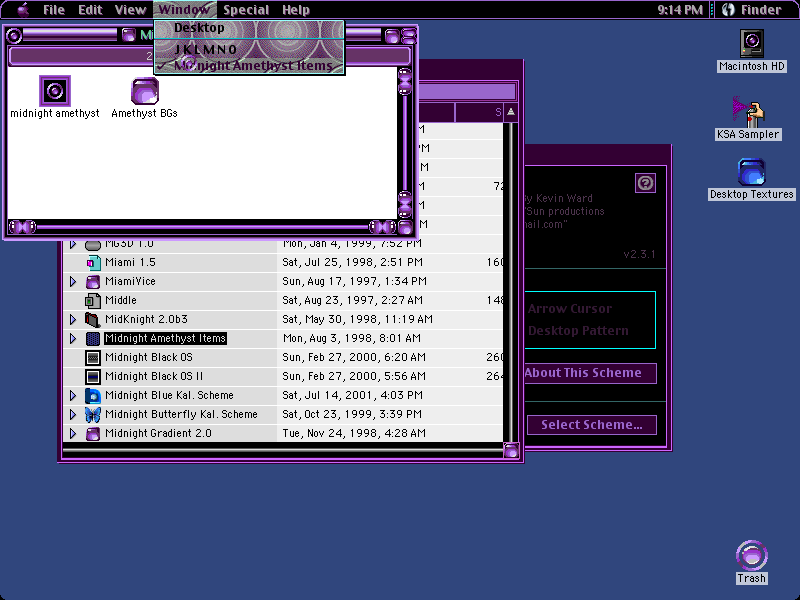 File Edit View Window Special Help 9:14 PM Finder
Desktop
JKLMNO
✓ Midnight Amethyst Items
Mi
2
midnight amethyst
Amethyst BGs
S
M
PM
M
M 72
M
M
MG3D 1.0 Mon, Jan 4, 1999, 7:52 PM
Miami 1.5 Sat, Jul 25, 1998, 2:51 PM 160
MiamiVice Sun, Aug 17, 1997, 1:34 PM
Middle Sat, Aug 23, 1997, 2:27 AM 148
MidKnight 2.0b3 Sat, May 30, 1998, 11:19 AM
Midnight Amethyst Items Mon, Aug 3, 1998, 8:01 AM
Midnight Black OS Sun, Feb 27, 2000, 6:20 AM 260
Midnight Black OS II Sun, Feb 27, 2000, 5:56 AM 264
Midnight Blue Kal. Scheme Sat, Jul 14, 2001, 4:03 PM
Midnight Butterfly Kal. Scheme Sat, Oct 23, 1999, 3:39 PM
Midnight Gradient 2.0 Tue, Nov 24, 1998, 4:28 AM
By Kevin Ward
"Sun productions
mail.com"
v2.3.1
Arrow Cursor
Desktop Pattern
About This Scheme
Select Scheme...
Macintosh HD
KSA Sampler
Desktop Textures
Trash